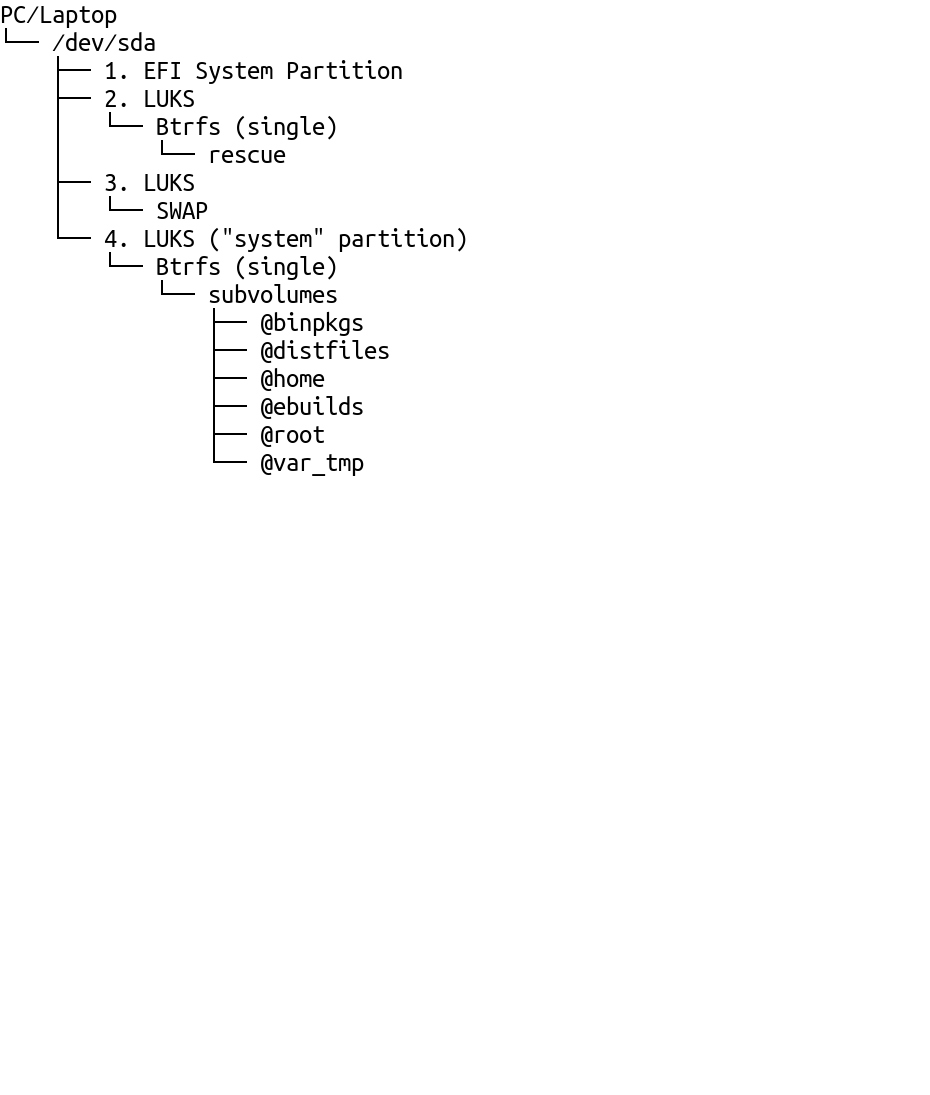 PC/Laptop
└── /dev/sda
    ├── 1. EFI System Partition
    ├── 2. LUKS
    │   └── Btrfs (single)
    │       └── rescue
    ├── 3. LUKS
    │   └── SWAP
    └── 4. LUKS ("system" partition)
        └── Btrfs (single)
            └── subvolumes
                ├── @binpkgs
                ├── @distfiles
                ├── @home
                ├── @ebuilds
                ├── @root
                └── @var_tmp